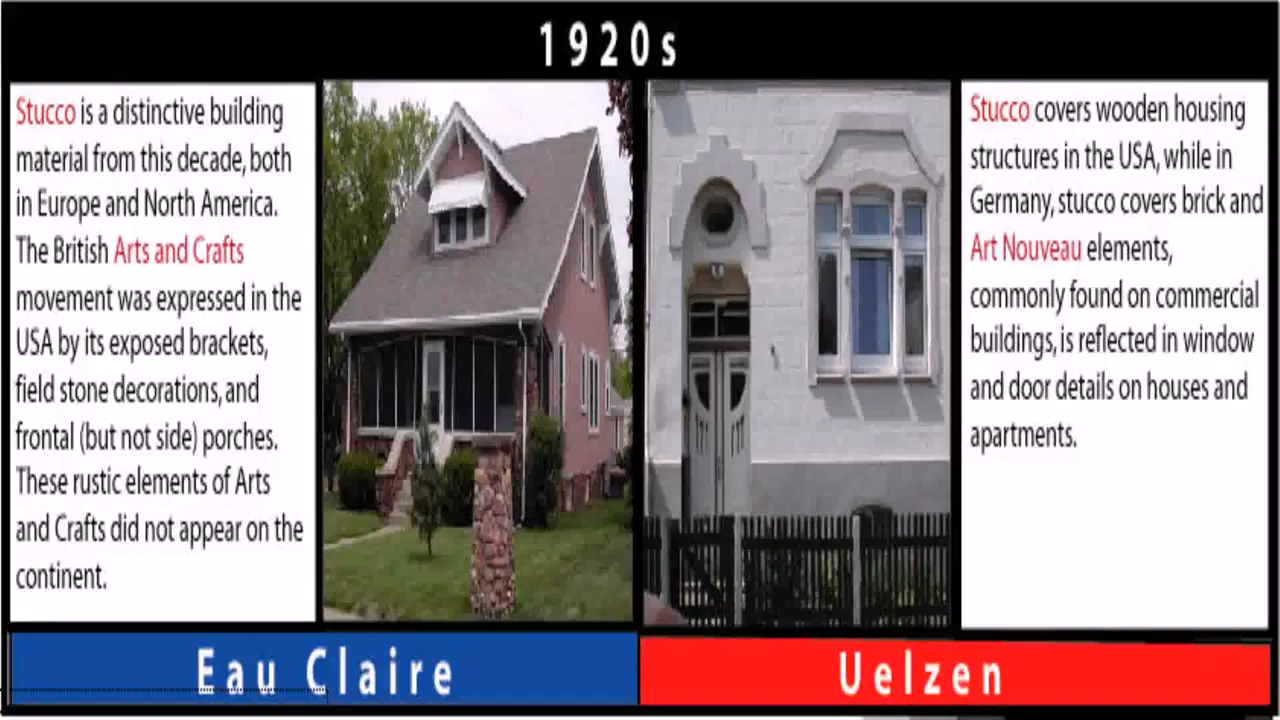 1920s
Stucco is a distinctive building
material from this decade, both
in Europe and North America.
The British Arts and Crafts
movement was expressed in the
USA by its exposed brackets,
field stone decorations, and
frontal (but not side) porches.
These rustic elements of Arts
and Crafts did not appear on the
continent.
Stucco covers wooden housing
structures in the USA, while in
Germany, stucco covers brick and
Art Nouveau elements,
commonly found on commercial
buildings, is reflected in window
and door details on houses and
apartments.
Eau Claire
Uelzen